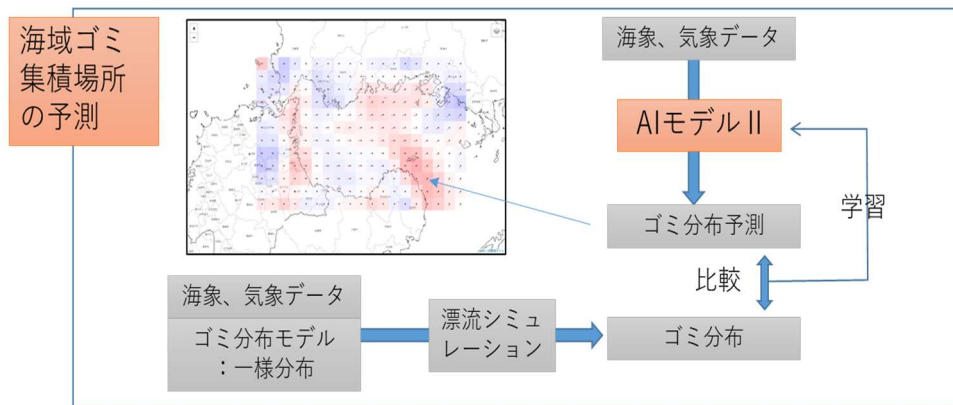 海域ゴミ
集積場所
の予測
海象、気象データ
AIモデルⅡ
学習
ゴミ分布予測
比較
海象、気象データ
ゴミ分布モデル
：一様分布
漂流シミュ
レーション
ゴミ分布